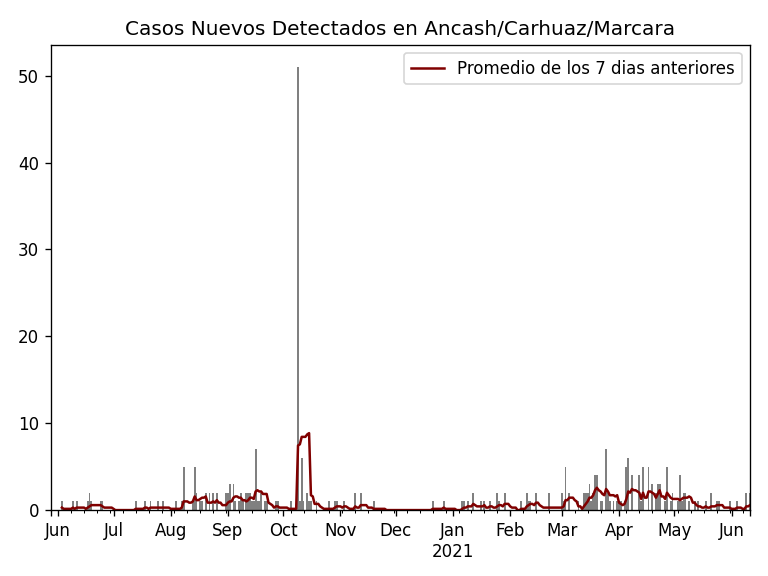 Casos Nuevos Detectados en Ancash/Carhuaz/Marcara
Promedio de los 7 dias anteriores
50
40
30
20
10
0
Jun Jul Aug Sep Oct Nov Dec Jan Feb Mar Apr May Jun
2021